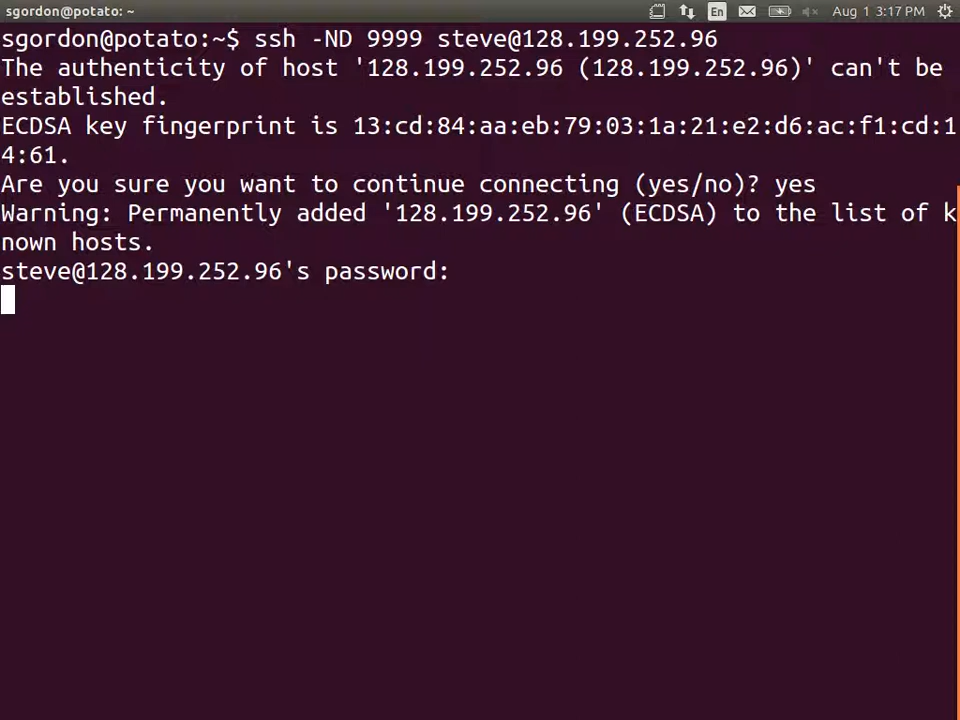 sgordon@potato: ~
En
Aug 1 3:17 PM
sgordon@potato:~$ ssh -ND 9999 steve@128.199.252.96
The authenticity of host '128.199.252.96 (128.199.252.96)' can't be
established.
ECDSA key fingerprint is 13:cd:84:aa:eb:79:03:1a:21:e2:d6:ac:f1:cd:1
4:61.
Are you sure you want to continue connecting (yes/no)? yes
Warning: Permanently added '128.199.252.96' (ECDSA) to the list of k
nown hosts.
steve@128.199.252.96's password: